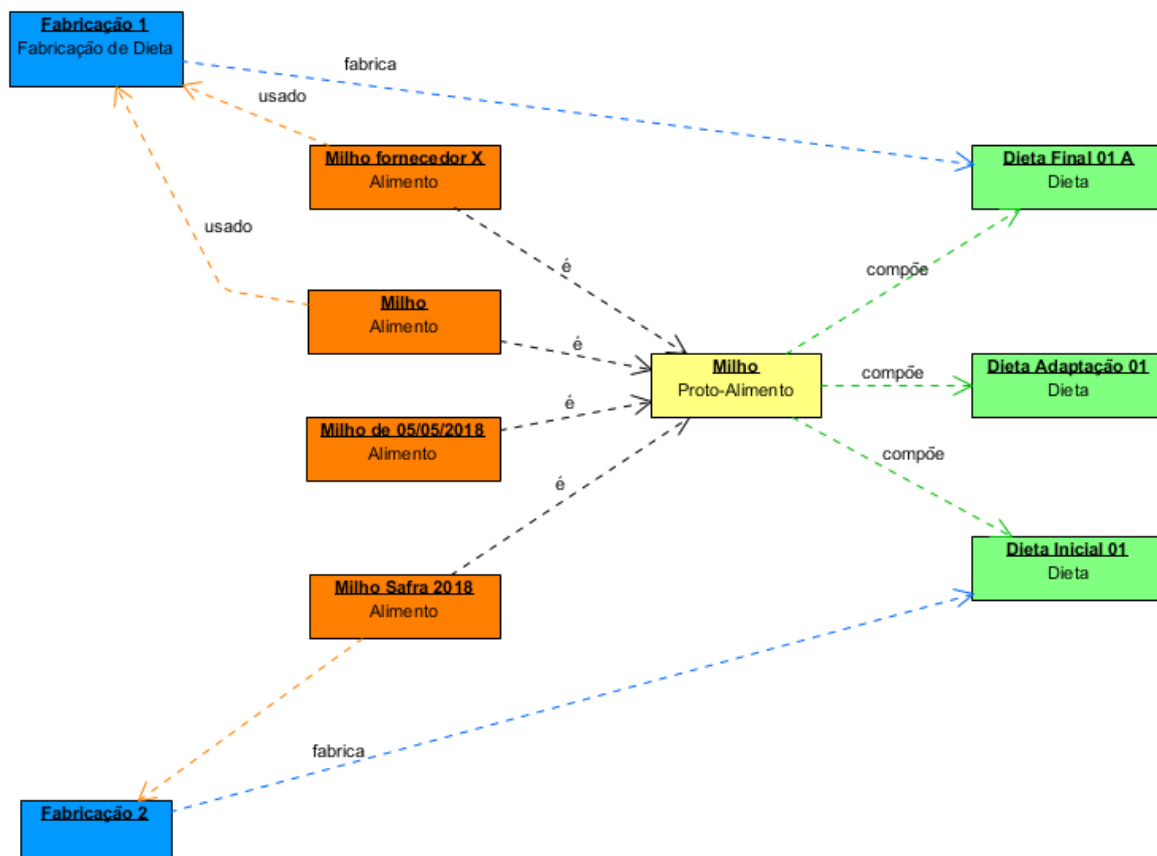 Fabricação 1
Fabricação de Dieta
fabrica
usado
Milho fornecedor X
Alimento
Dieta Final 01 A
Dieta
usado
é
compõe
Milho
Alimento
é
Milho
Proto-Alimento
compõe
Dieta Adaptação 01
Dieta
é
Milho de 05/05/2018
Alimento
compõe
é
Dieta Inicial 01
Dieta
Milho Safra 2018
Alimento
fabrica
Fabricação 2